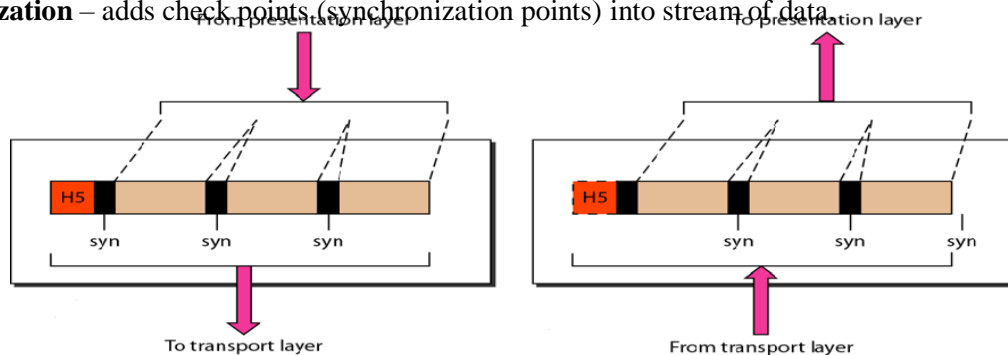 zation – adds check points (synchronization points) into stream of data.
From presentation layer
To presentation layer
H5
H5
syn
syn
syn
syn
syn
syn
To transport layer
From transport layer